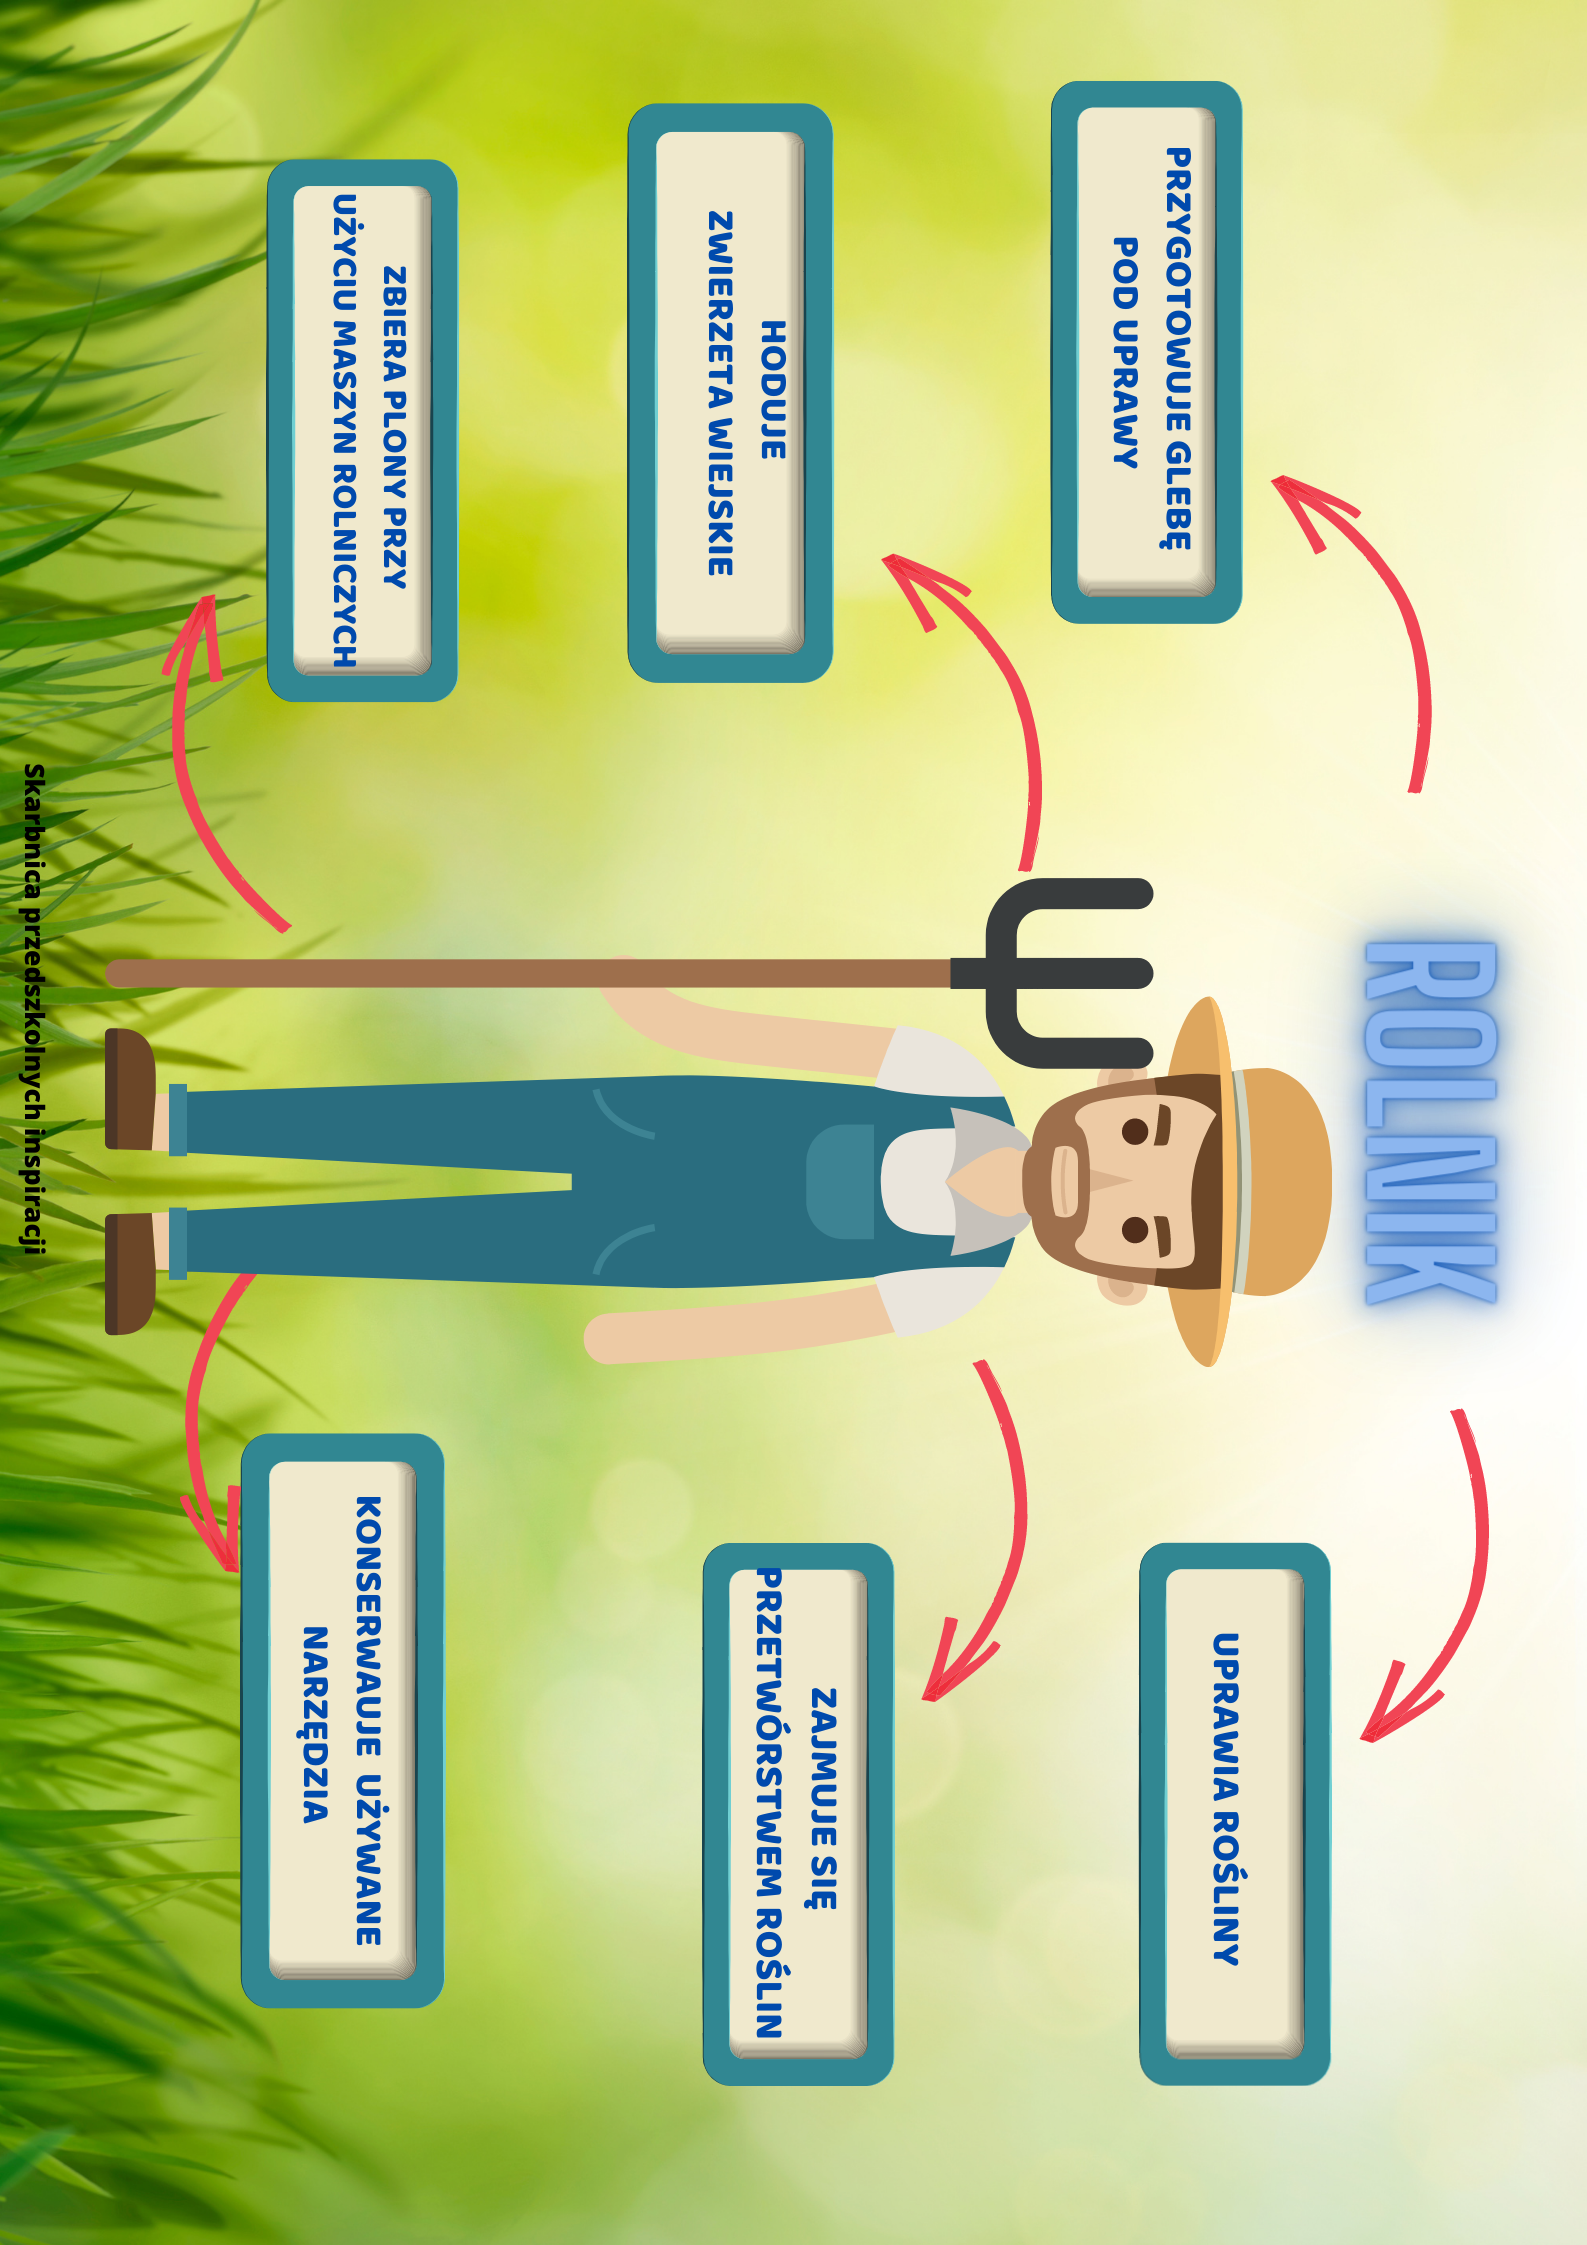 ROLNIK
PRZYGOTOWUJE GLEBĘ
POD UPRAWY
UPRAWIA ROŚLINY
HODUJE
ZWIERZETA WIEJSKIE
ZAJMUJE SIĘ
PRZETWÓRSTWEM ROŚLIN
ZBIERA PLONY PRZY
UŻYCIU MASZYN ROLNICZYCH
KONSERWAUJE UŻYWANE
NARZĘDZIA
Skarbnica przedszkolnych inspiracji